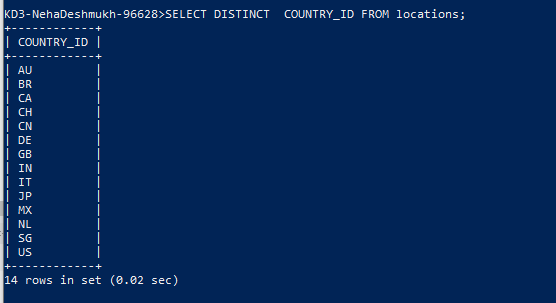 KD3-NehaDeshmukh-96628>SELECT DISTINCT  COUNTRY_ID FROM locations;
+------------+
| COUNTRY_ID |
+------------+
| AU         |
| BR         |
| CA         |
| CH         |
| CN         |
| DE         |
| GB         |
| IN         |
| IT         |
| JP         |
| MX         |
| NL         |
| SG         |
| US         |
+------------+
14 rows in set (0.02 sec)